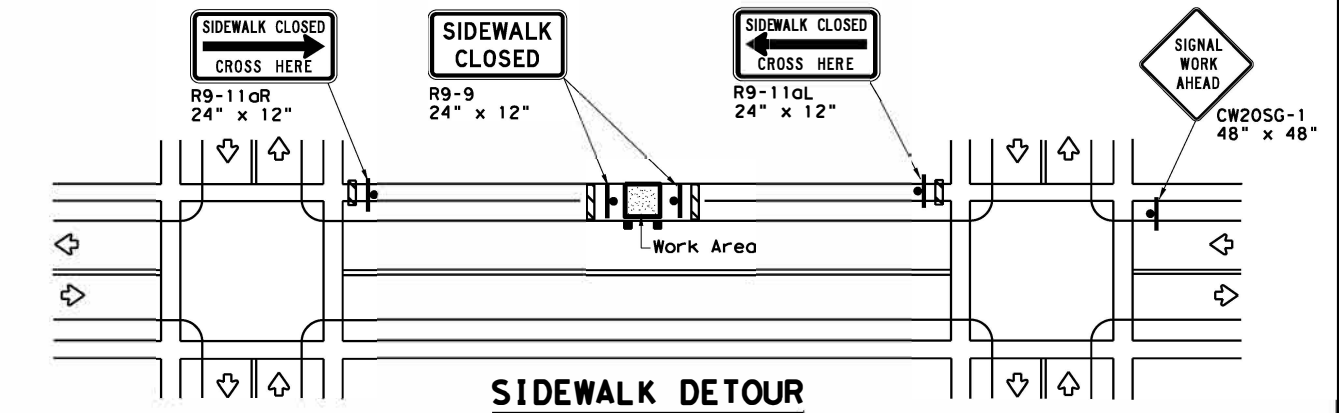 SIDEWALK CLOSED
CROSS HERE
R9-11aR
24" x 12"
SIDEWALK
CLOSED
R9-9
24" x 12"
SIDEWALK CLOSED
CROSS HERE
R9-11aL
24" x 12"
SIGNAL
WORK
AHEAD
CW20SG-1
48" x 48"
Work Area
SIDEWALK DETOUR